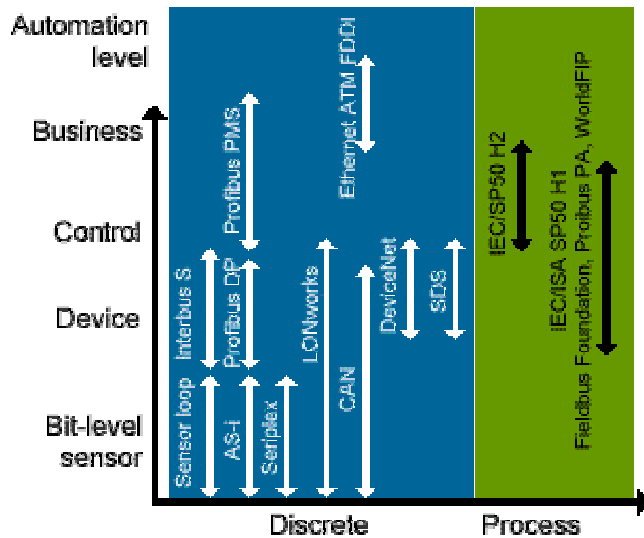 Automation
level
Business
Control
Device
Bit-level
sensor
Sensor loop
Interbus S
AS-i
Profibus DP
Profibus PMS
Seriplex
LONworks
CAN
Ethernet ATM FDDI
DeviceNet
SDS
IEC/SP50 H2
IEC/ISA SP50 H1
Fieldbus Foundation, Proibus PA, WorldFIP
Discrete
Process